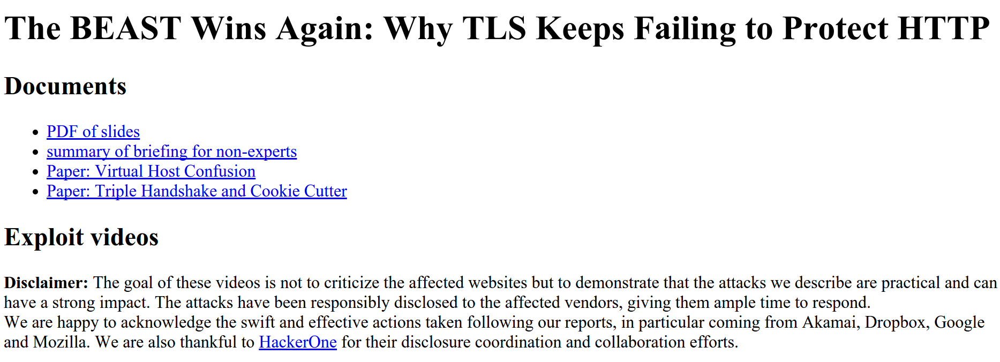 The BEAST Wins Again: Why TLS Keeps Failing to Protect HTTP
Documents
PDF of slides
summary of briefing for non-experts
Paper: Virtual Host Confusion
Paper: Triple Handshake and Cookie Cutter
Exploit videos
Disclaimer: The goal of these videos is not to criticize the affected websites but to demonstrate that the attacks we describe are practical and can
have a strong impact. The attacks have been responsibly disclosed to the affected vendors, giving them ample time to respond.
We are happy to acknowledge the swift and effective actions taken following our reports, in particular coming from Akamai, Dropbox, Google
and Mozilla. We are also thankful to HackerOne for their disclosure coordination and collaboration efforts.